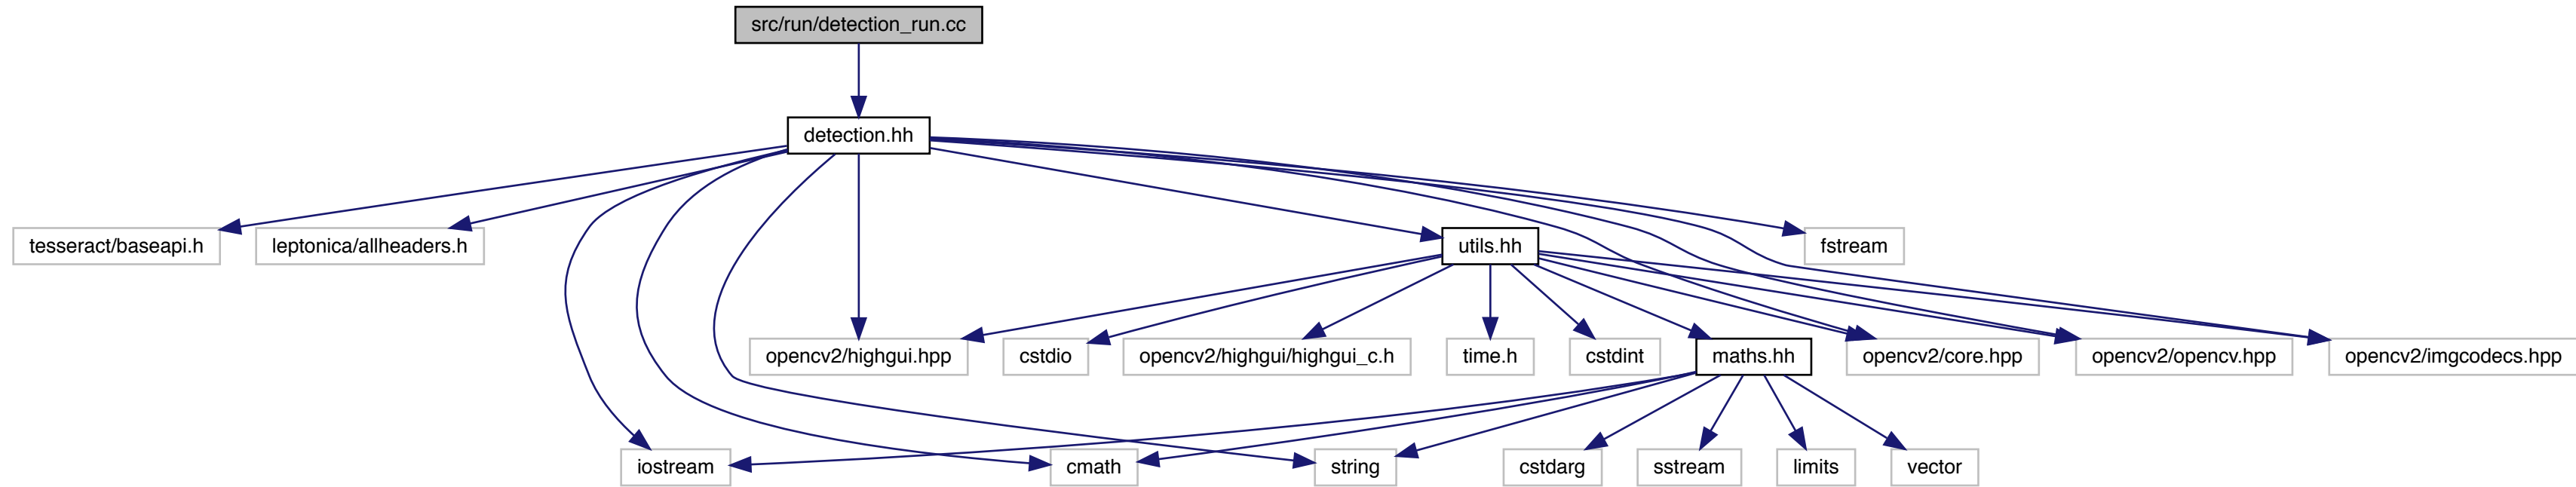 src/run/detection_run.cc
detection.hh
tesseract/baseapi.h
leptonica/allheaders.h
utils.hh
fstream
opencv2/highgui.hpp
cstdio
opencv2/highgui/highgui_c.h
time.h
cstdint
maths.hh
opencv2/core.hpp
opencv2/opencv.hpp
opencv2/imgcodecs.hpp
iostream
cmath
string
cstdarg
sstream
limits
vector